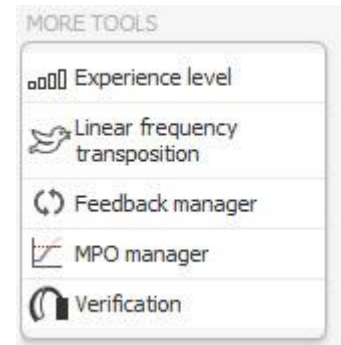 MORE TOOLS
Experience level
Linear frequency
transposition
Feedback manager
MPO manager
Verification